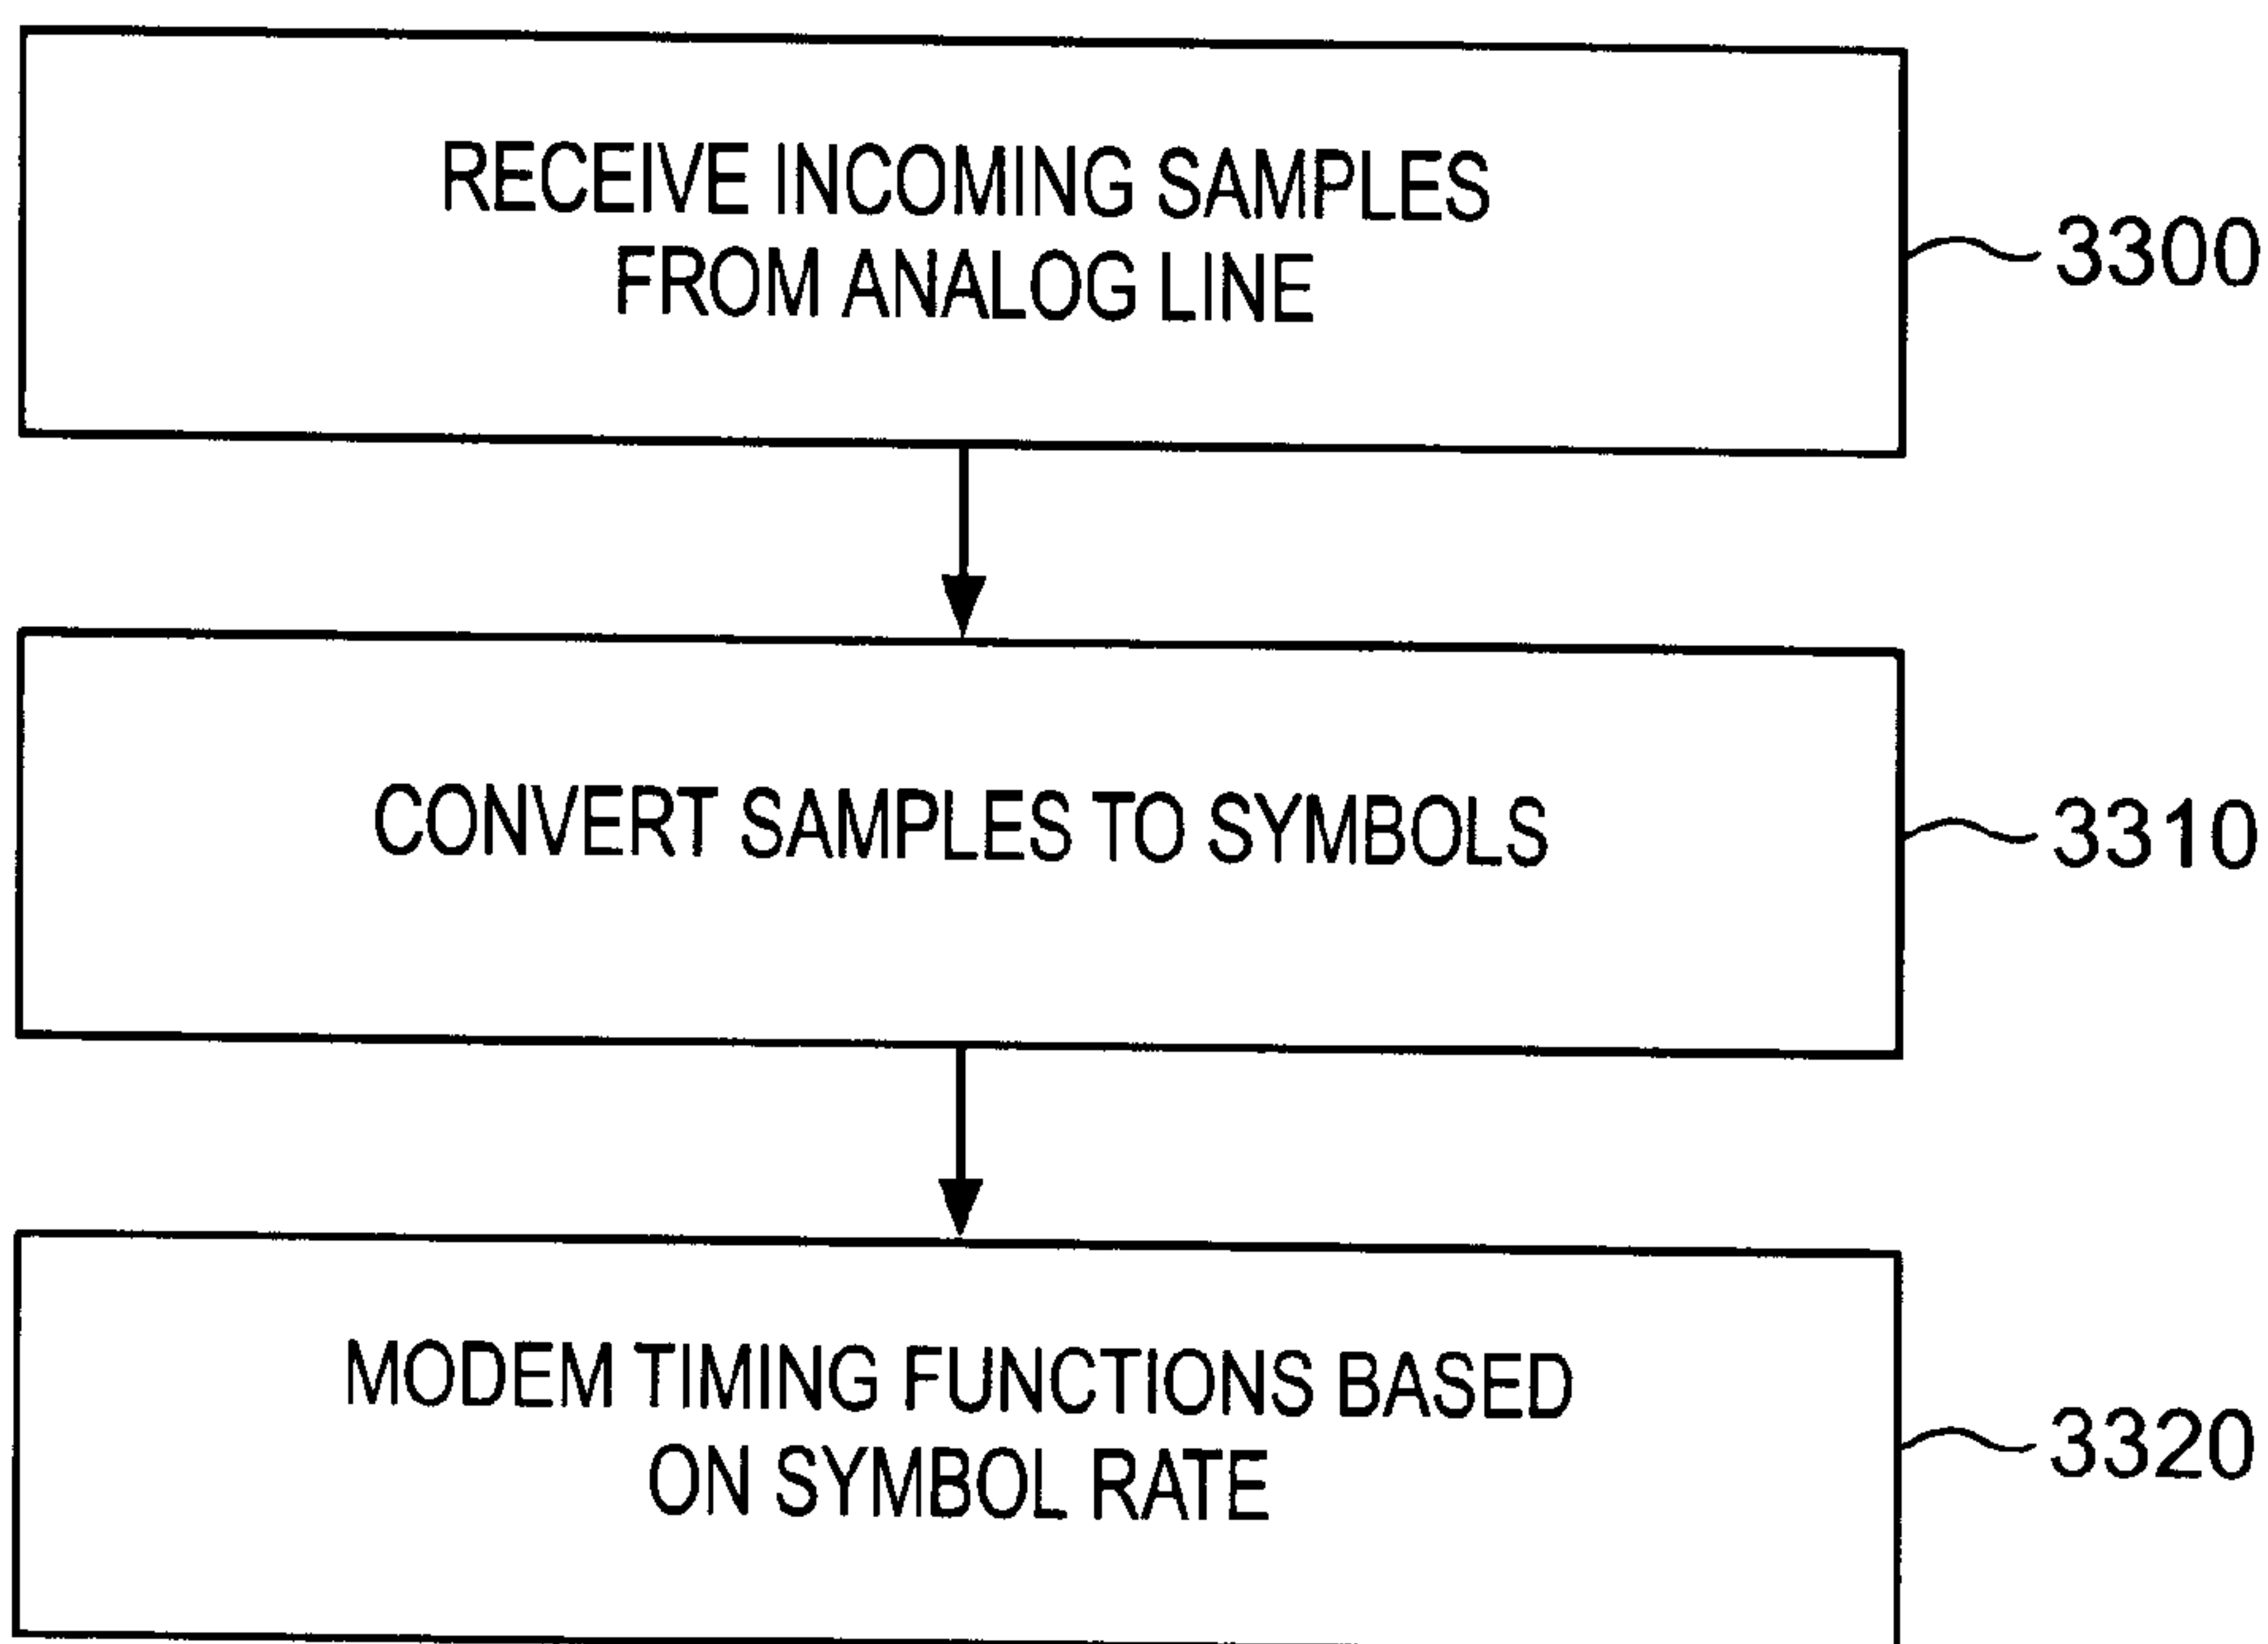 RECEIVE INCOMING SAMPLES
FROM ANALOG LINE
3300
CONVERT SAMPLES TO SYMBOLS
3310
MODEM TIMING FUNCTIONS BASED
ON SYMBOL RATE
3320